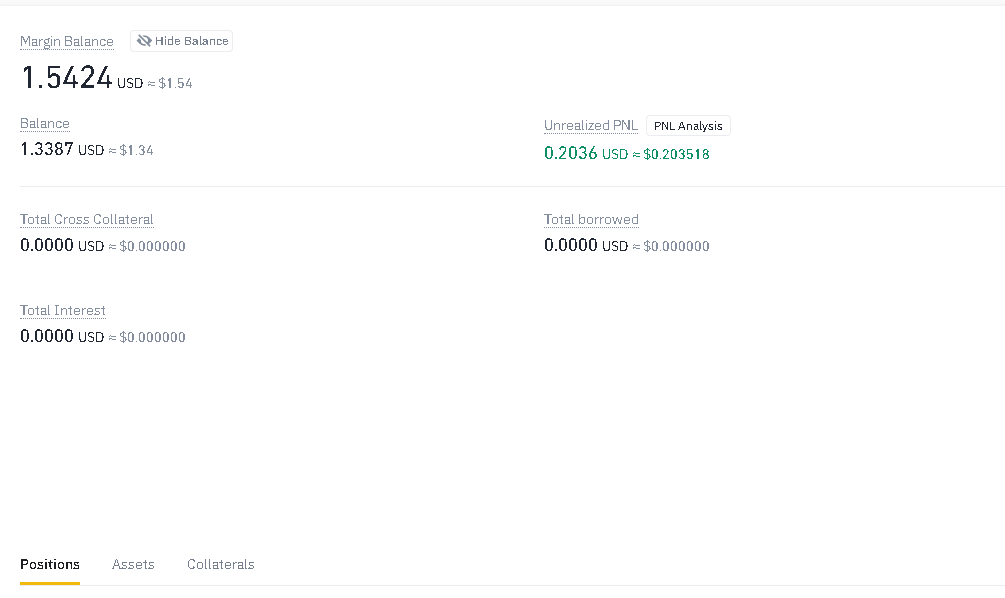 Margin Balance Hide Balance
1.5424 USD ≈ $1.54
Balance
1.3387 USD ≈ $1.34
Unrealized PNL PNL Analysis
0.2036 USD ≈ $0.203518
Total Cross Collateral
0.0000 USD ≈ $0.000000
Total borrowed
0.0000 USD ≈ $0.000000
Total Interest
0.0000 USD ≈ $0.000000
Positions Assets Collaterals